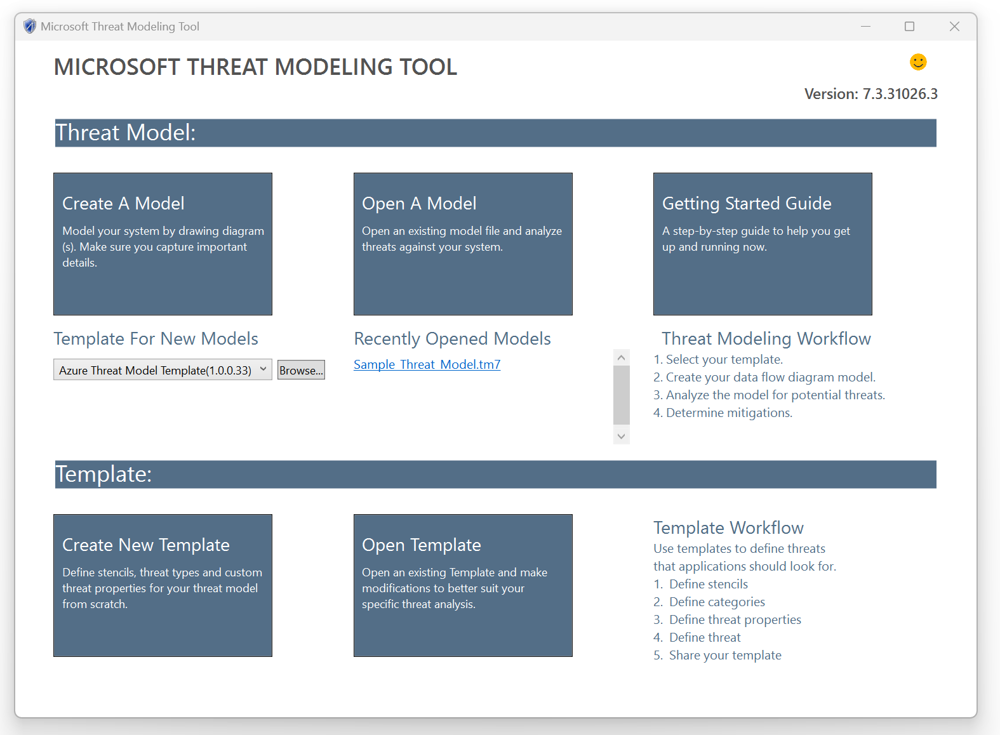 Microsoft Threat Modeling Tool
MICROSOFT THREAT MODELING TOOL
Version: 7.3.31026.3
Threat Model:
Create A Model
Model your system by drawing diagram
(s). Make sure you capture important
details.
Open A Model
Open an existing model file and analyze
threats against your system.
Getting Started Guide
A step-by-step guide to help you get
up and running now.
Template For New Models
Azure Threat Model Template(1.0.0.33)
Browse...
Recently Opened Models
Sample_Threat_Model.tm7
Threat Modeling Workflow
1. Select your template.
2. Create your data flow diagram model.
3. Analyze the model for potential threats.
4. Determine mitigations.
Template:
Create New Template
Define stencils, threat types and custom
threat properties for your threat model
from scratch.
Open Template
Open an existing Template and make
modifications to better suit your
specific threat analysis.
Template Workflow
Use templates to define threats
that applications should look for.
1. Define stencils
2. Define categories
3. Define threat properties
4. Define threat
5. Share your template